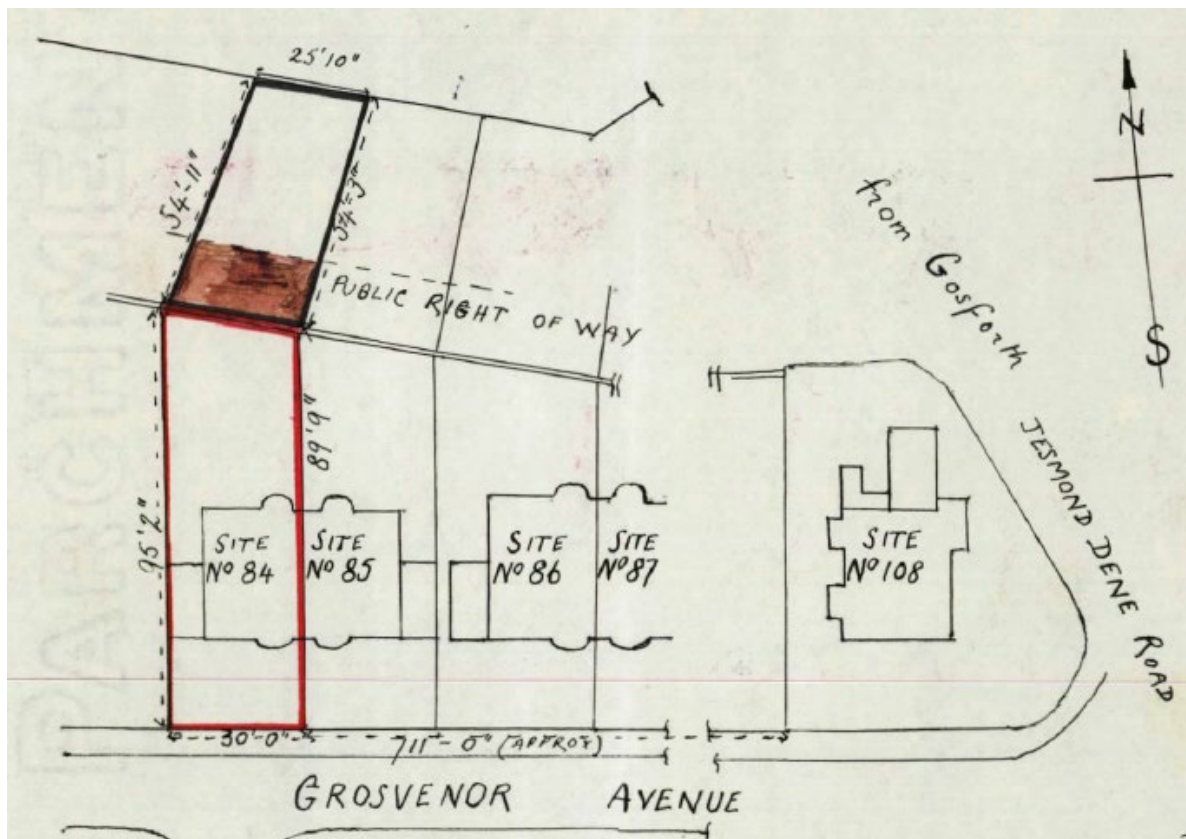 25'10"
54'-11"
54'-3"
N
S
from Gosforth
PUBLIC RIGHT OF WAY
JESMOND DENE ROAD
95'2"
89'9"
SITE
Nº 84
SITE
Nº 85
SITE
Nº 86
SITE
Nº 87
SITE
Nº 108
30'-0"
711'-0" (APPROX)
GROSVENOR AVENUE